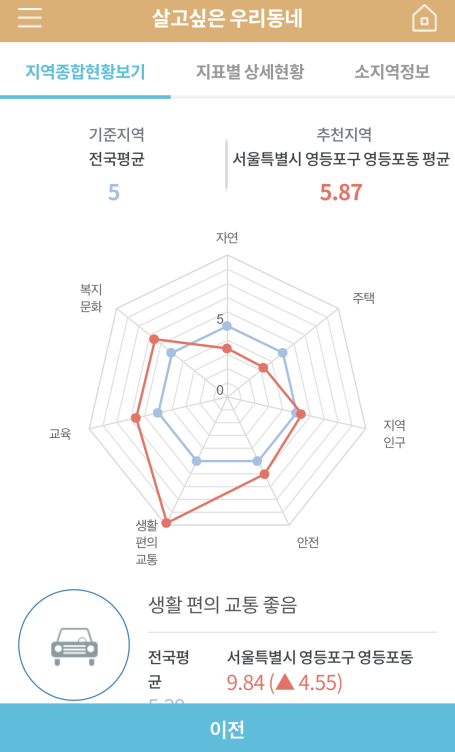 살고싶은 우리동네
지역종합현황보기 지표별 상세현황 소지역정보
기준지역
전국평균
5
추천지역
서울특별시 영등포구 영등포동 평균
5.87
자연
주택
지역
인구
안전
생활
편의
교통
교육
복지
문화
5
0
생활 편의 교통 좋음
전국평
균
서울특별시 영등포구 영등포동
9.84 (▲ 4.55)
이전